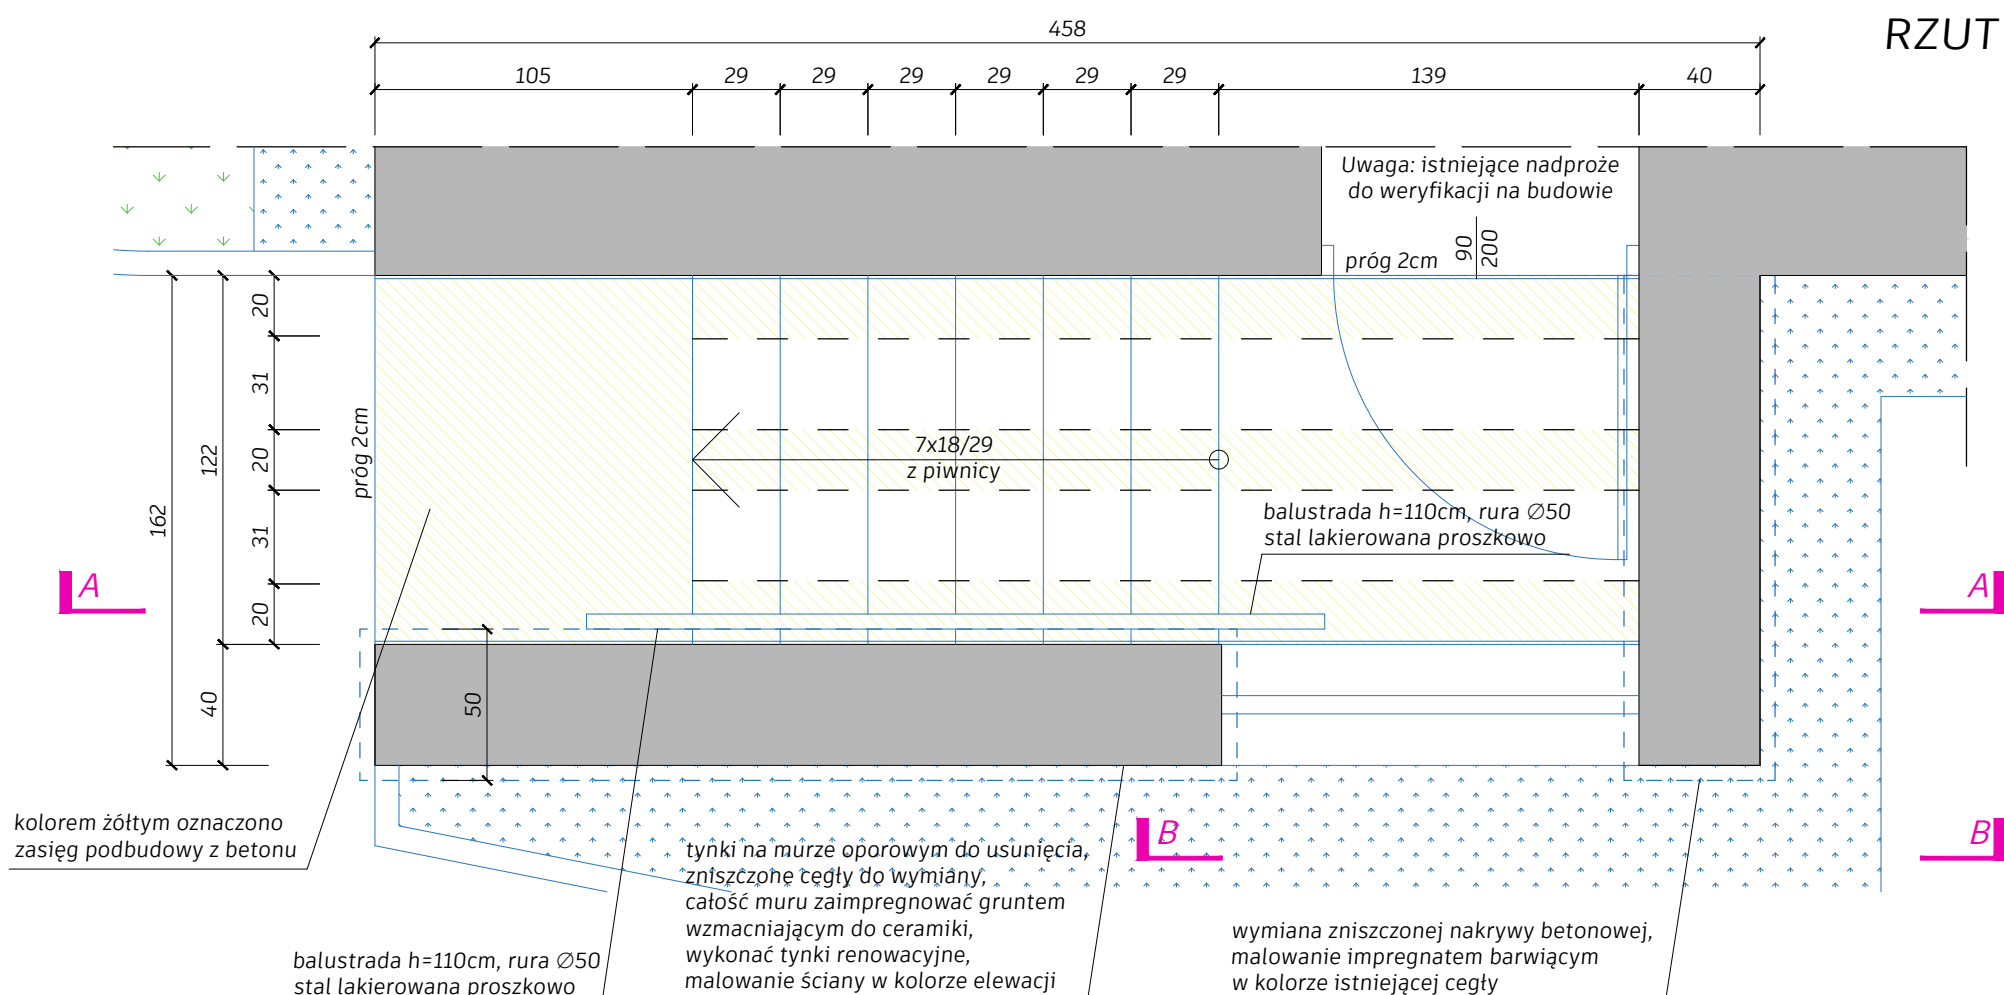 RZUT
458
105
29
29
29
29
29
29
139
40
Uwaga: istniejące nadproże
do weryfikacji na budowie
90
200
próg 2cm
20
31
20
31
20
122
162
40
50
próg 2cm
7x18/29
z piwnicy
balustrada h=110cm, rura ∅50
stal lakierowana proszkowo
A
A
B
B
kolorem żółtym oznaczono
zasięg podbudowy z betonu
tynki na murze oporowym do usunięcia,
zniszczone cegły do wymiany,
całość muru zaimpregnować gruntem
wzmacniającym do ceramiki,
wykonać tynki renowacyjne,
malowanie ściany w kolorze elewacji
balustrada h=110cm, rura ∅50
stal lakierowana proszkowo
wymiana zniszczonej nakrywy betonowej,
malowanie impregnatem barwiącym
w kolorze istniejącej cegły